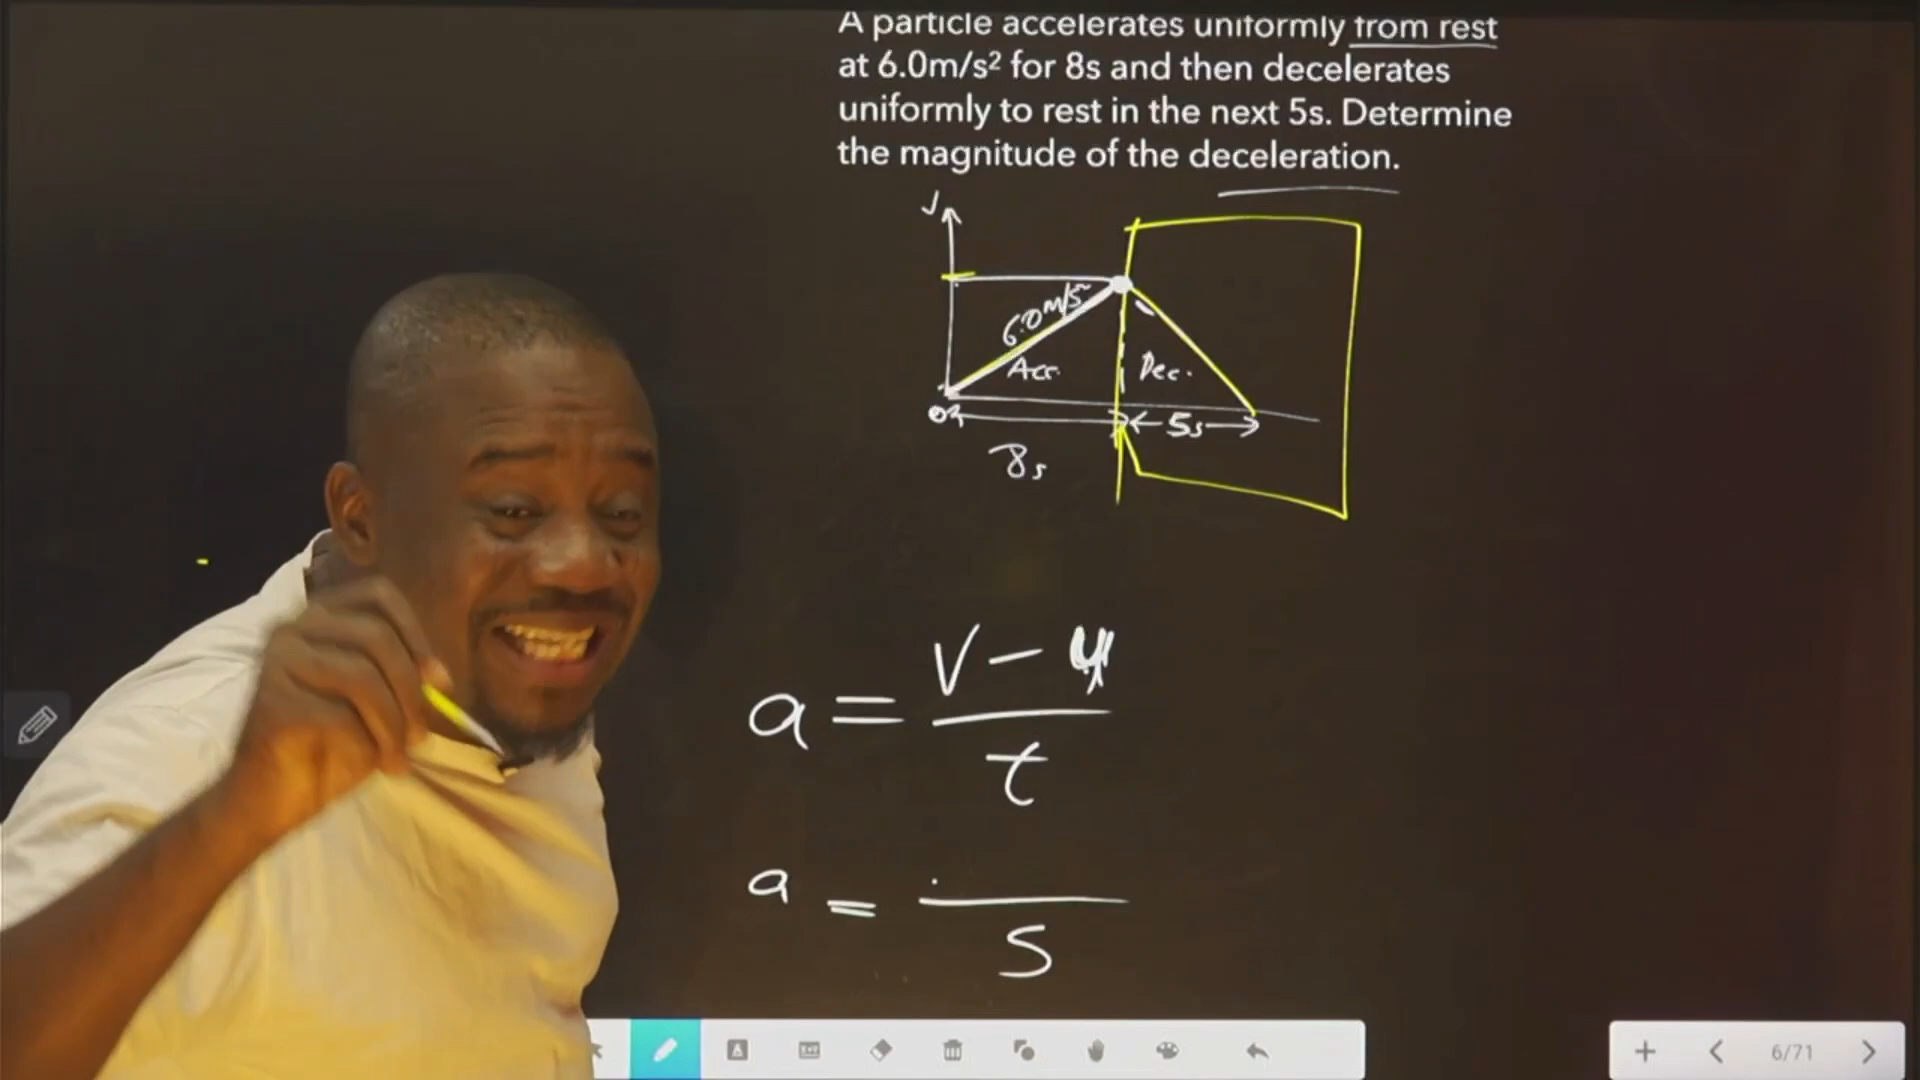 A particle accelerates uniformly from rest
at 6.0m/s² for 8s and then decelerates
uniformly to rest in the next 5s. Determine
the magnitude of the deceleration.
6.0 m/s²
Acc. Dec.
5s
8s
a = v - u
t
a =
5
6/71